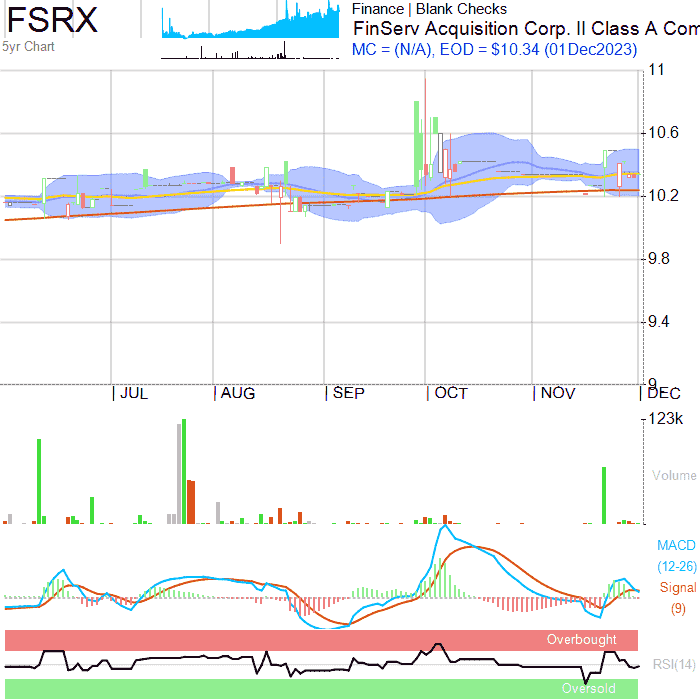 FSRX
5yr Chart
Finance | Blank Checks
FinServ Acquisition Corp. II Class A Com
MC = (N/A), EOD = $10.34 (01Dec2023)
11
10.6
10.2
9.8
9.4
9
JUL AUG SEP OCT NOV DEC
123k
Volume
MACD
(12-26)
Signal
(9)
Overbought
RSI(14)
Oversold